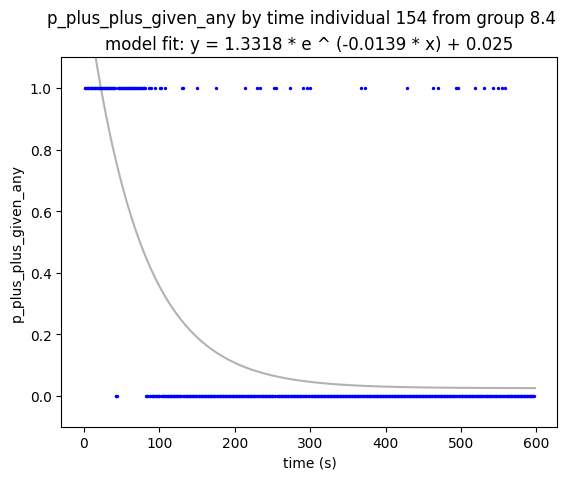 p_plus_plus_given_any by time individual 154 from group 8.4
model fit: y = 1.3318 * e ^ (-0.0139 * x) + 0.025
1.0
0.8
0.6
0.4
0.2
0.0
p_plus_plus_given_any
0 100 200 300 400 500 600
time (s)